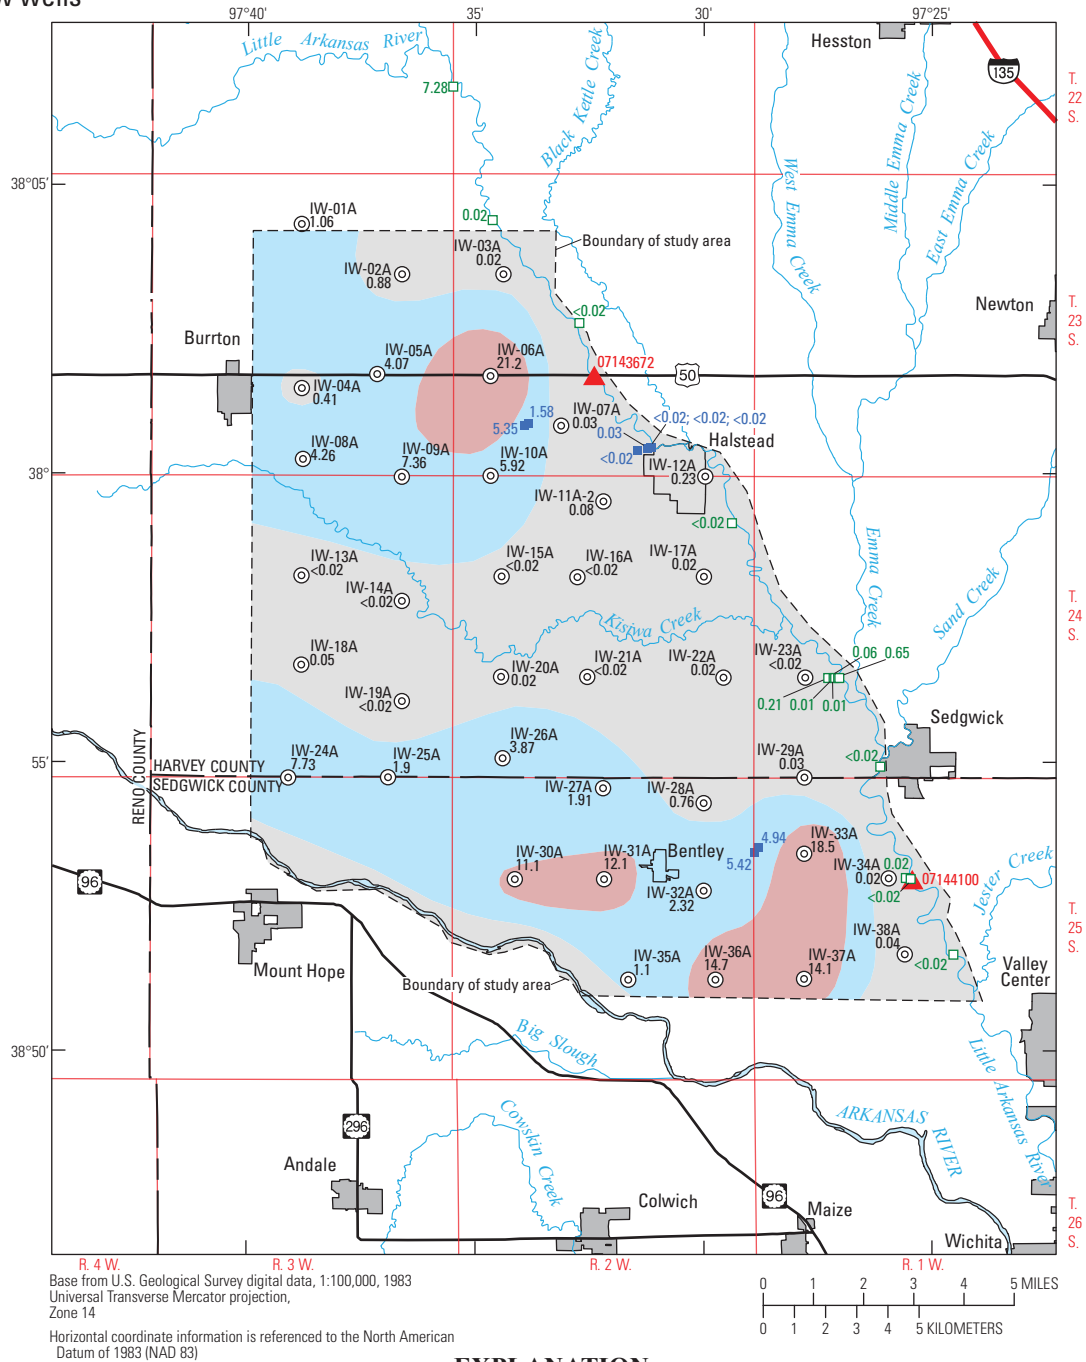 w Wells
97°40'
35'
30'
97°25'
Little Arkansas River
Hesston
135
T.
22
S.
7.28
Black Kettle Creek
West Emma Creek
Middle Emma Creek
East Emma Creek
38°05'
IW-01A
1.06
0.02
Boundary of study area
IW-02A
0.88
IW-03A
0.02
T.
23
S.
Newton
<0.02
Burrton
IW-05A
4.07
IW-06A
21.2
07143672
50
IW-04A
0.41
IW-07A
0.03
1.58
5.35
<0.02; <0.02; <0.02
0.03
<0.02
Halstead
IW-08A
4.26
IW-09A
7.36
IW-10A
5.92
IW-12A
0.23
38°
IW-11A-2
0.08
<0.02
IW-13A
<0.02
IW-14A
<0.02
IW-15A
<0.02
IW-16A
<0.02
IW-17A
0.02
Emma Creek
Sand Creek
T.
24
S.
Kisiwa Creek
IW-18A
0.05
IW-19A
<0.02
IW-20A
0.02
IW-21A
<0.02
IW-22A
0.02
IW-23A
<0.02
0.06 0.65
0.21 0.01 0.01
Sedgwick
IW-24A
7.73
IW-25A
1.9
IW-26A
3.87
IW-29A
0.03
<0.02
55'
RENO COUNTY
HARVEY COUNTY
SEDGWICK COUNTY
IW-27A
1.91
IW-28A
0.76
4.94
5.42
IW-33A
18.5
IW-30A
11.1
IW-31A
12.1
Bentley
IW-32A
2.32
IW-34A
0.02
0.02
07144100
<0.02
Jester Creek
96
T.
25
S.
Mount Hope
IW-35A
1.1
IW-36A
14.7
IW-37A
14.1
IW-38A
0.04
<0.02
Valley
Center
Boundary of study area
38°50'
Big Slough
Little Arkansas River
ARKANSAS RIVER
Cowskin Creek
296
Andale
Colwich
96
Maize
Wichita
T.
26
S.
R. 4 W.
R. 3 W.
R. 2 W.
R. 1 W.
Base from U.S. Geological Survey digital data, 1:100,000, 1983
Universal Transverse Mercator projection,
Zone 14
Horizontal coordinate information is referenced to the North American
Datum of 1983 (NAD 83)
0 1 2 3 4 5 MILES
0 1 2 3 4 5 KILOMETERS
EXPLANATION